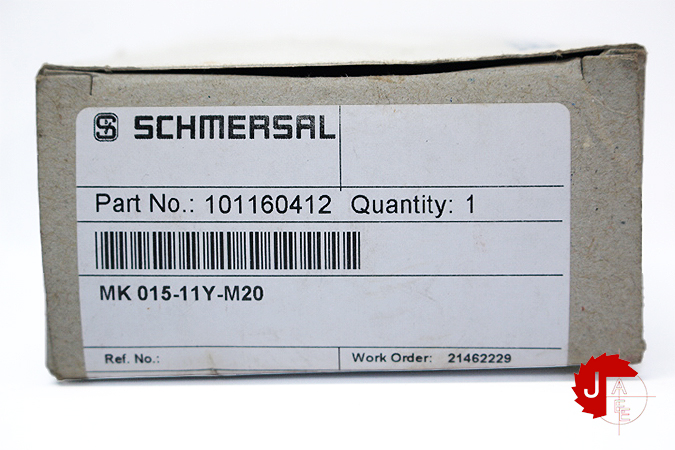 SCHMERSAL
Part No.: 101160412 Quantity: 1
MK 015-11Y-M20
Ref. No.: Work Order: 21462229
J
A
F
E